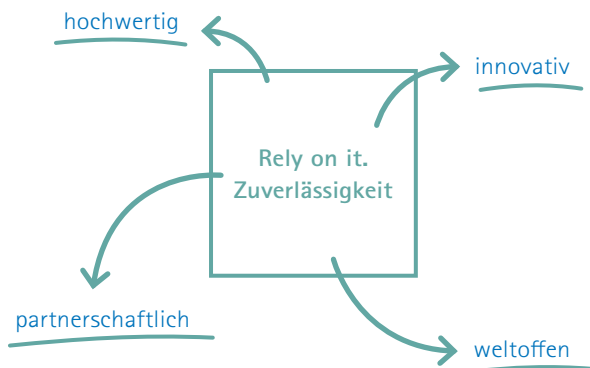 hochwertig
innovativ
Rely on it.
Zuverlässigkeit
partnerschaftlich
weltoffen